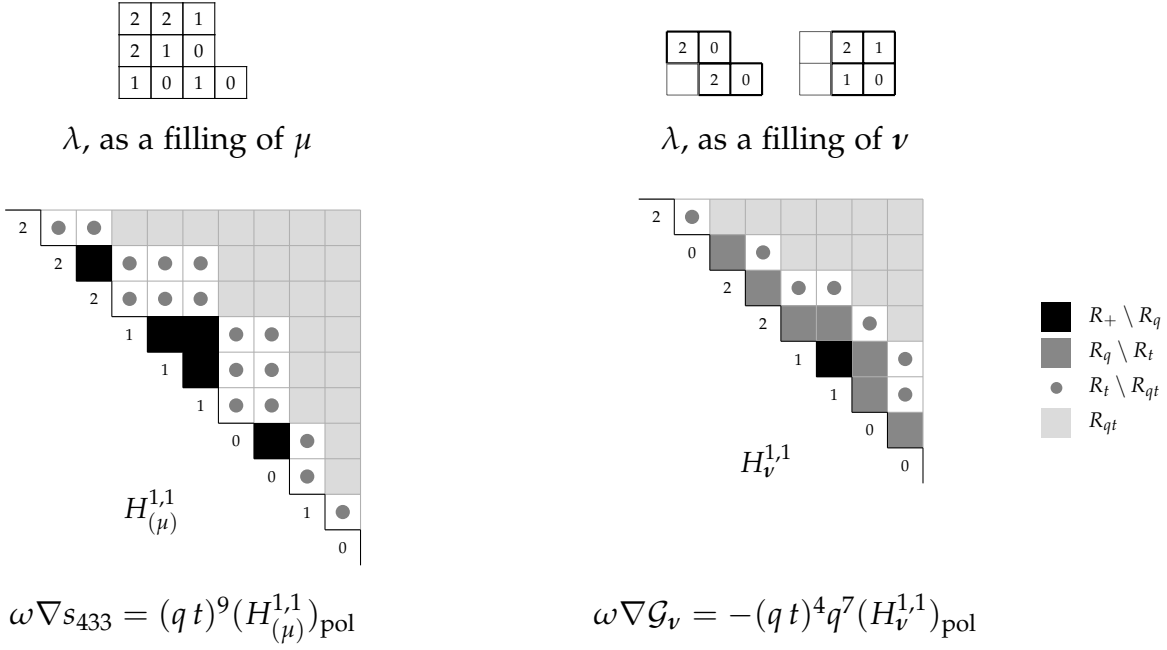 2 2 1
2 1 0
1 0 1 0
λ, as a filling of μ
2 0
2 0
2 1
1 0
λ, as a filling of ν
2
2
2
1
1
1
0
0
1
0
H^{1,1}_{(μ)}
ω∇s_{433} = (q t)^9 (H^{1,1}_{(μ)})_{pol}
2
0
2
2
1
1
0
0
H^{1,1}_ν
ω∇𝒢_ν = −(q t)^4 q^7 (H^{1,1}_ν)_{pol}
R_+ \ R_q
R_q \ R_t
R_t \ R_{qt}
R_{qt}